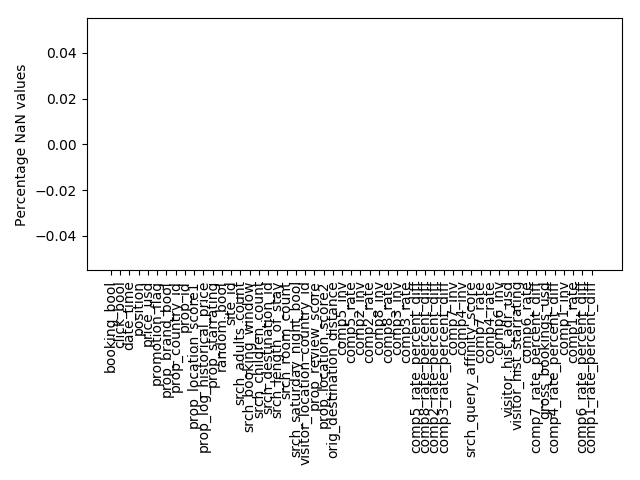 0.04
0.02
0.00
−0.02
−0.04
Percentage NaN values
booking_bool
click_bool
date_time
position
price_usd
promotion_flag
prop_brand_bool
prop_country_id
prop_id
prop_location_score1
prop_log_historical_price
prop_starrating
random_bool
site_id
srch_adults_count
srch_booking_window
srch_children_count
srch_destination_id
srch_length_of_stay
srch_room_count
srch_saturday_night_bool
visitor_location_country_id
prop_review_score
prop_location_score2
orig_destination_distance
comp5_inv
comp5_rate
comp2_inv
comp2_rate
comp8_inv
comp8_rate
comp3_inv
comp3_rate
comp5_rate_percent_diff
comp8_rate_percent_diff
comp2_rate_percent_diff
comp3_rate_percent_diff
comp7_inv
comp4_inv
srch_query_affinity_score
comp7_rate
comp4_rate
comp6_inv
visitor_hist_adr_usd
visitor_hist_starrating
comp6_rate
comp7_rate_percent_diff
gross_bookings_usd
comp4_rate_percent_diff
comp1_inv
comp1_rate
comp6_rate_percent_diff
comp1_rate_percent_diff